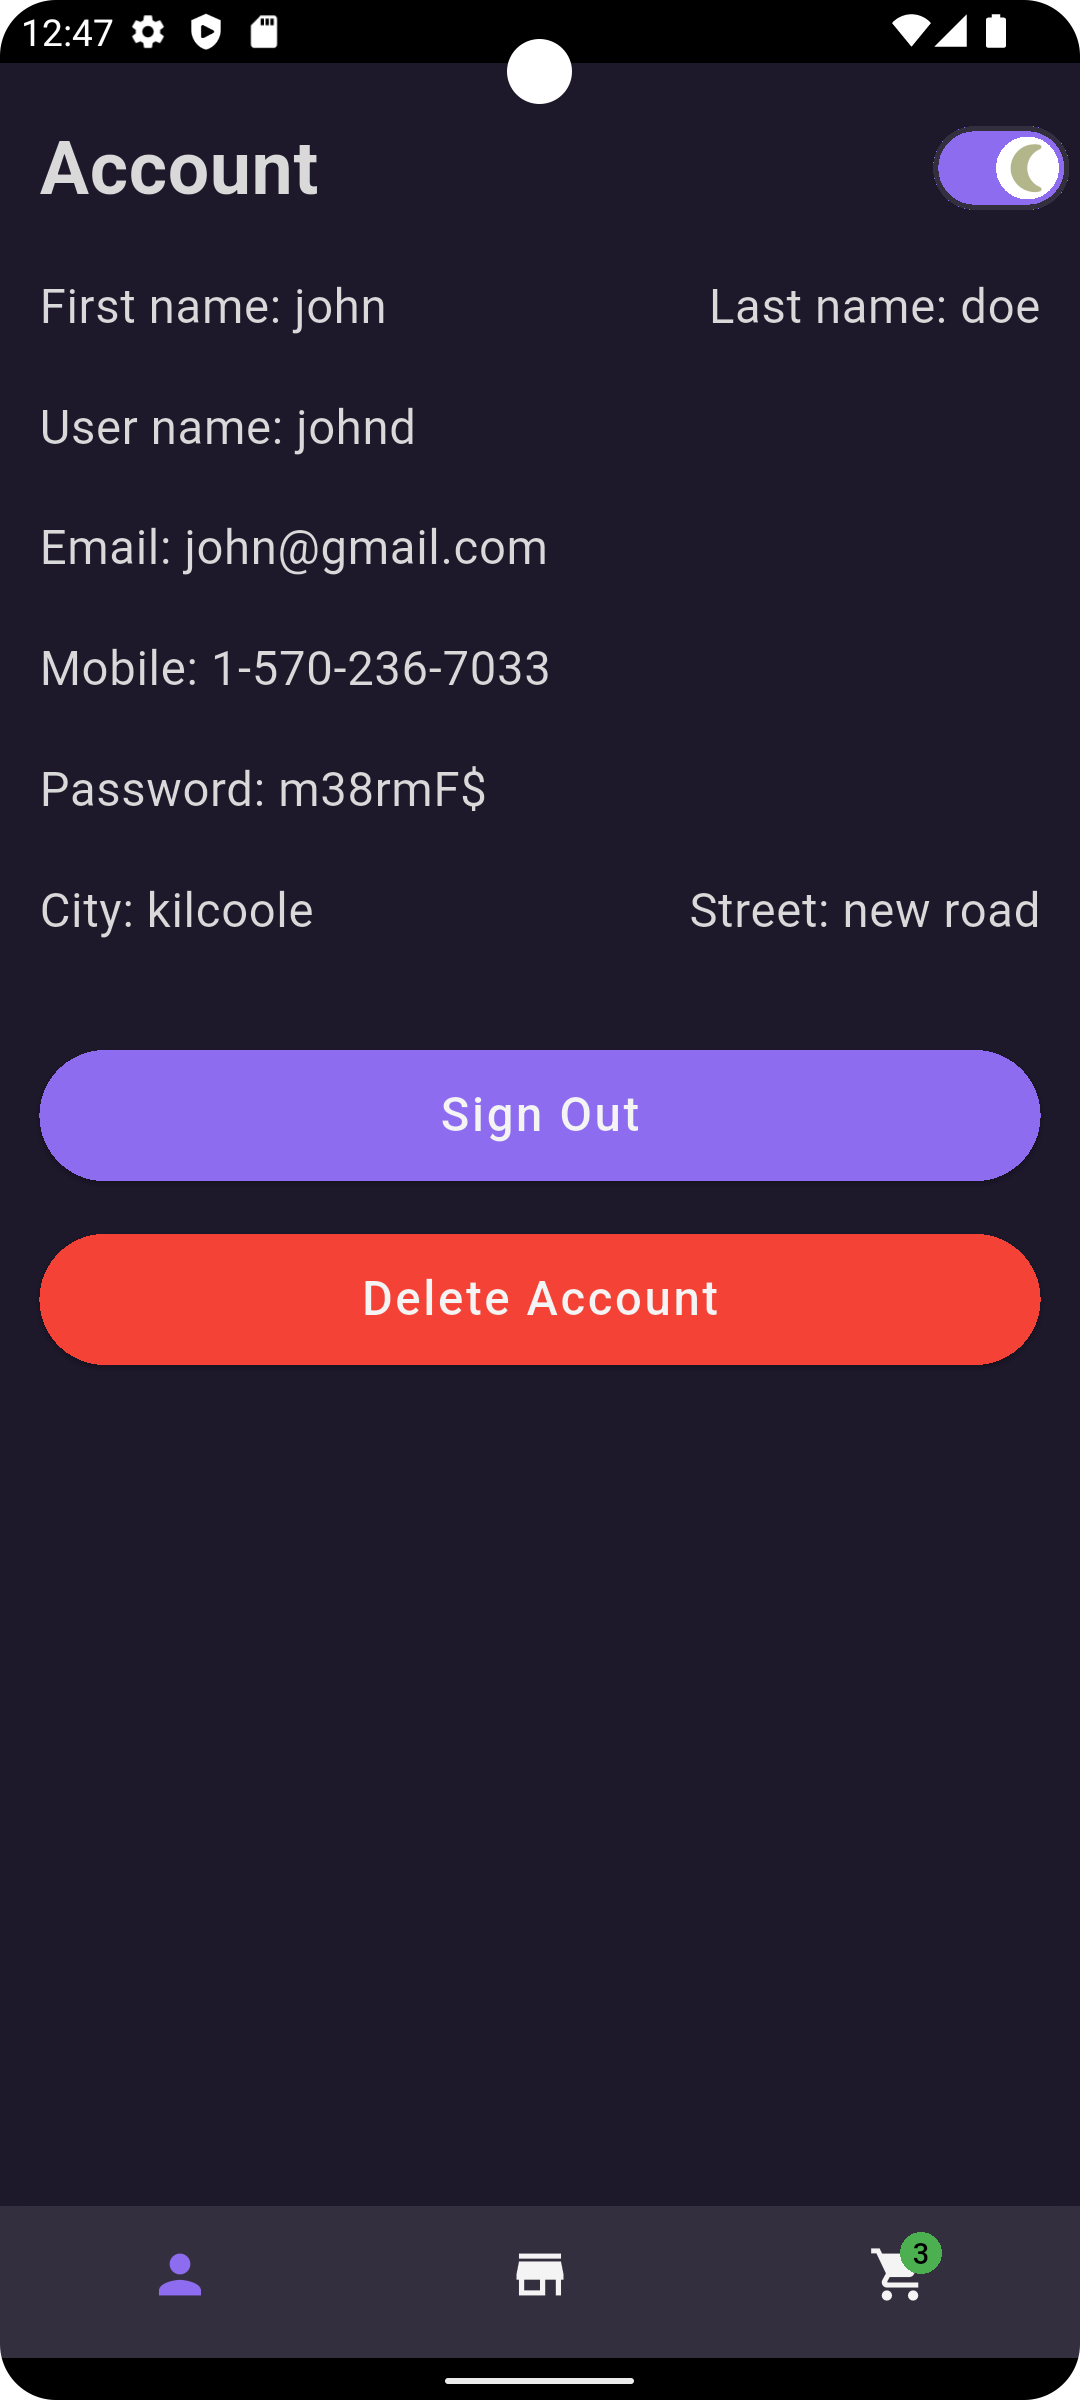 12:47
Account
First name: john
Last name: doe
User name: johnd
Email: john@gmail.com
Mobile: 1-570-236-7033
Password: m38rmF$
City: kilcoole
Street: new road
Sign Out
Delete Account
3